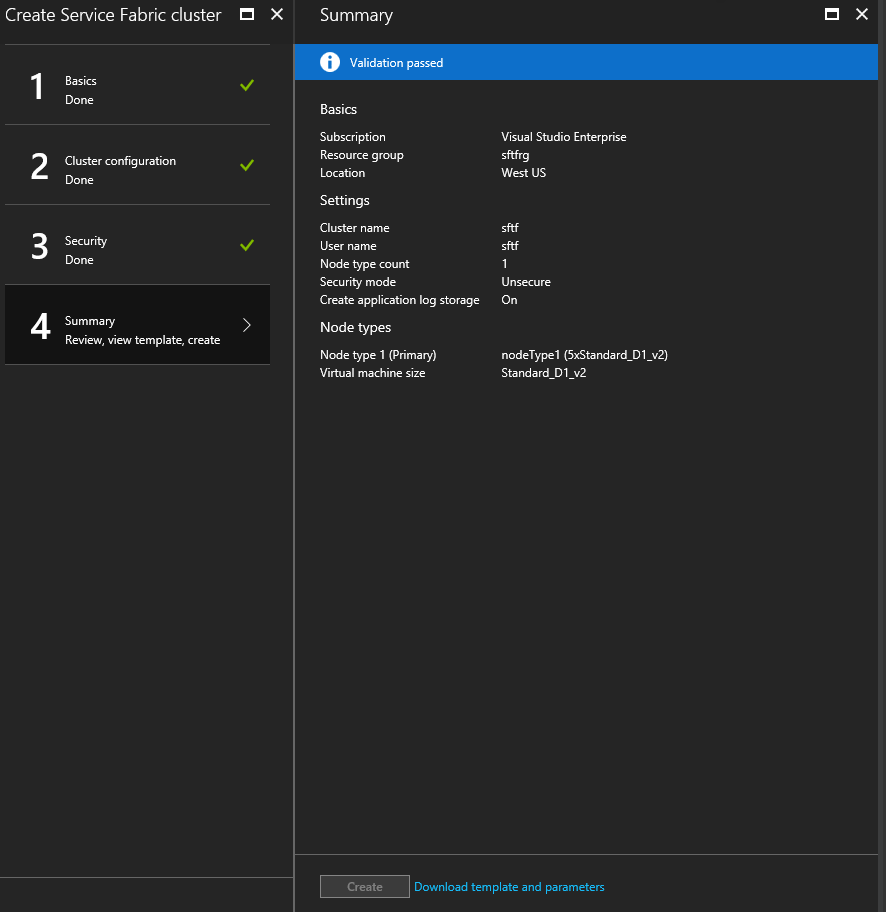 Create Service Fabric cluster
1
Basics
Done
2
Cluster configuration
Done
3
Security
Done
4
Summary
Review, view template, create
Summary
Validation passed
Basics
Subscription Visual Studio Enterprise
Resource group sftfrg
Location West US
Settings
Cluster name sftf
User name sftf
Node type count 1
Security mode Unsecure
Create application log storage On
Node types
Node type 1 (Primary) nodeType1 (5xStandard_D1_v2)
Virtual machine size Standard_D1_v2
Create Download template and parameters